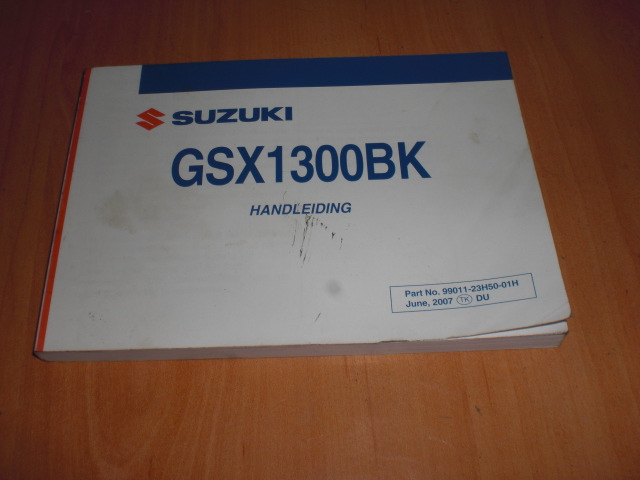 SUZUKI
GSX1300BK
HANDLEIDING
Part No. 99011-23H50-01H
June, 2007 TK DU